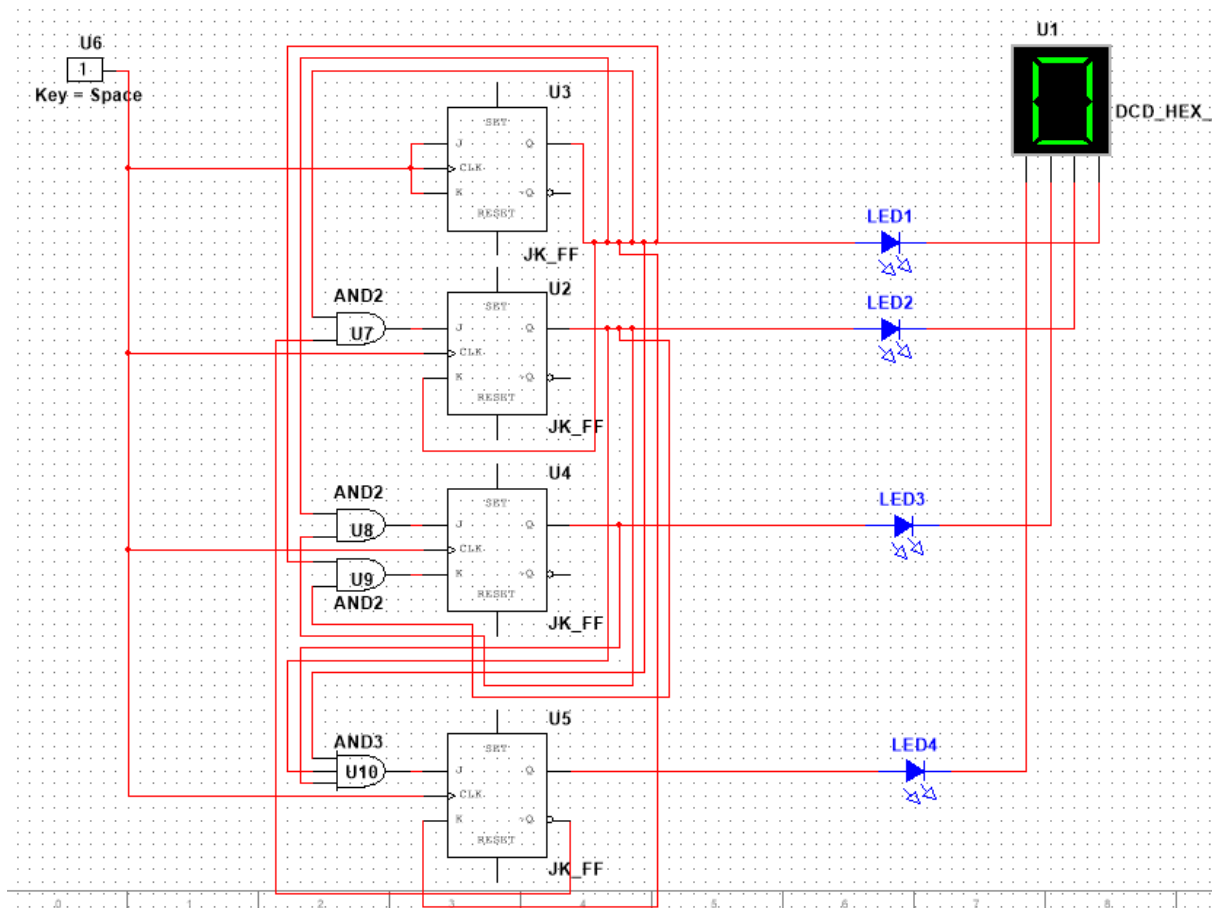 U6
1
Key = Space
U3
SET
J Q
CLK
K ~Q
RESET
JK_FF
U1
0
DCD_HEX_
LED1
AND2
U7
U2
SET
J Q
CLK
K ~Q
RESET
JK_FF
LED2
AND2
U8
U9
AND2
U4
SET
J Q
CLK
K ~Q
RESET
JK_FF
LED3
AND3
U10
U5
SET
J Q
CLK
K ~Q
RESET
JK_FF
LED4
0 1 2 3 4 5 6 7 8